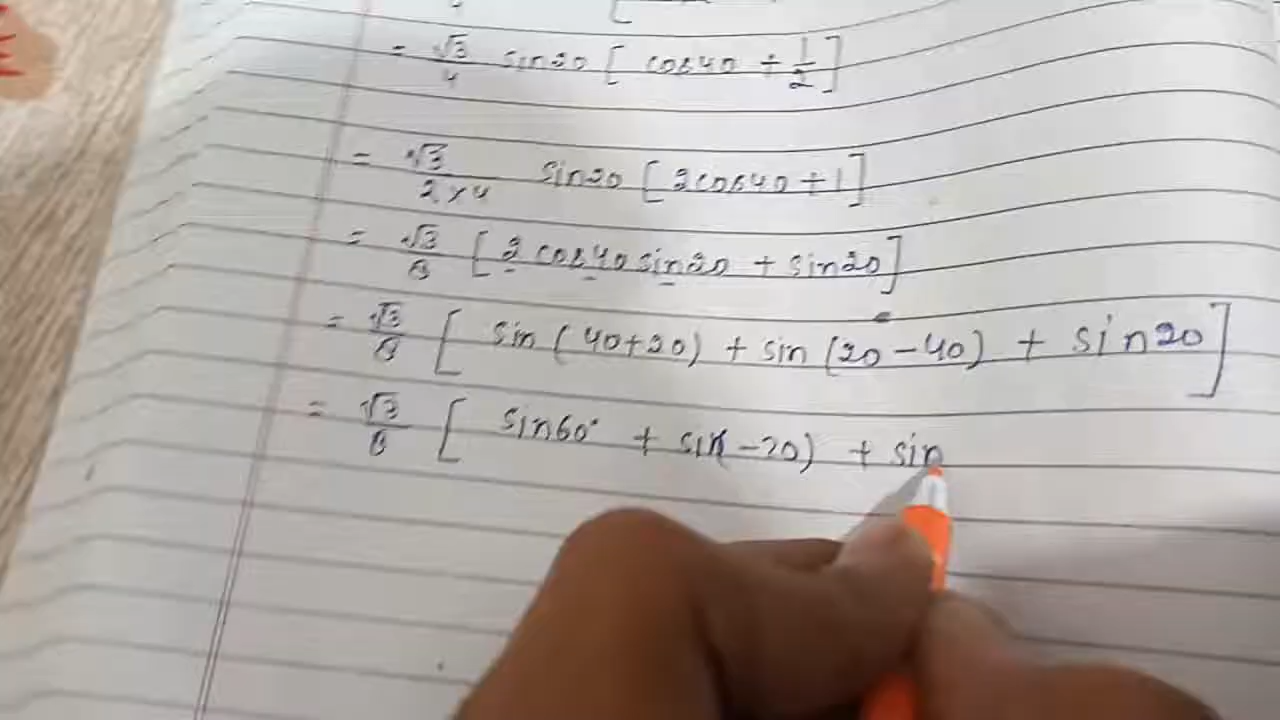 = √3/4 sin20 [ cos40 + 1/2 ]
= √3/2×4 sin20 [ 2cos40 + 1 ]
= √3/8 [ 2 cos40 sin20 + sin20 ]
= √3/8 [ sin (40+20) + sin (20-40) + sin20 ]
= √3/8 [ sin60° + sin(-20) + sin